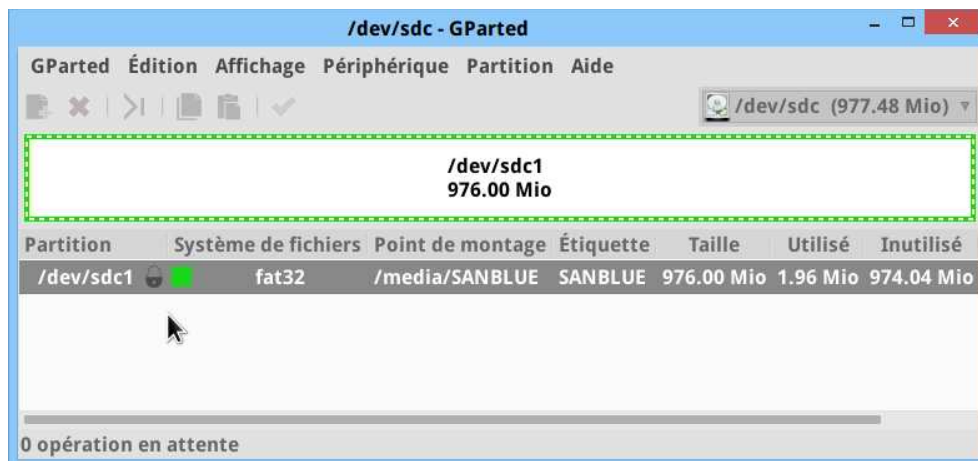 /dev/sdc - GParted
GParted Édition Affichage Périphérique Partition Aide
/dev/sdc (977.48 Mio)
/dev/sdc1
976.00 Mio
Partition Système de fichiers Point de montage Étiquette Taille Utilisé Inutilisé
/dev/sdc1 fat32 /media/SANBLUE SANBLUE 976.00 Mio 1.96 Mio 974.04 Mio
0 opération en attente